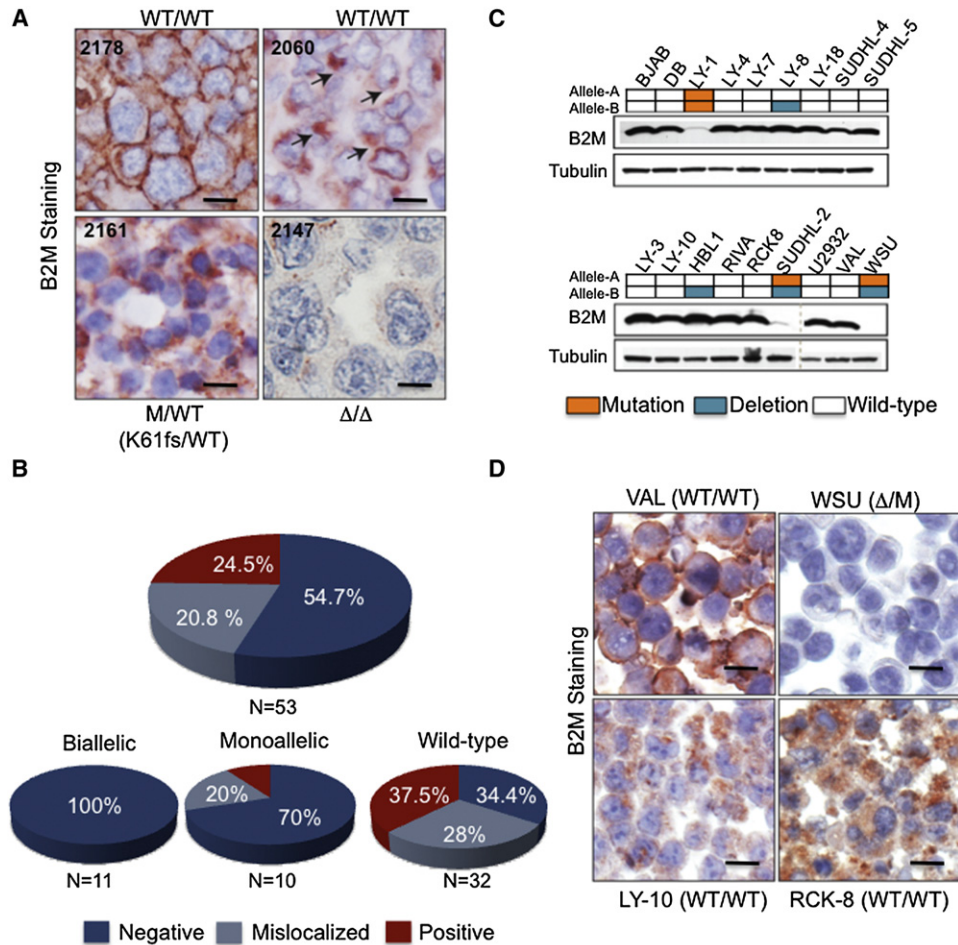 A
WT/WT
WT/WT
2178
2060
B2M Staining
2161
2147
M/WT
(K61fs/WT)
Δ/Δ
B
24.5%
54.7%
20.8 %
N=53
Biallelic
Monoallelic
Wild-type
100%
20%
70%
37.5%
34.4%
28%
N=11
N=10
N=32
Negative
Mislocalized
Positive
C
BJAB
DB
LY-1
LY-4
LY-7
LY-8
LY-18
SUDHL-4
SUDHL-5
Allele-A
Allele-B
B2M
Tubulin
LY-3
LY-10
HBL1
RIVA
RCK8
SUDHL-2
U2932
VAL
WSU
Allele-A
Allele-B
B2M
Tubulin
Mutation
Deletion
Wild-type
D
VAL (WT/WT)
WSU (Δ/M)
B2M Staining
LY-10 (WT/WT)
RCK-8 (WT/WT)